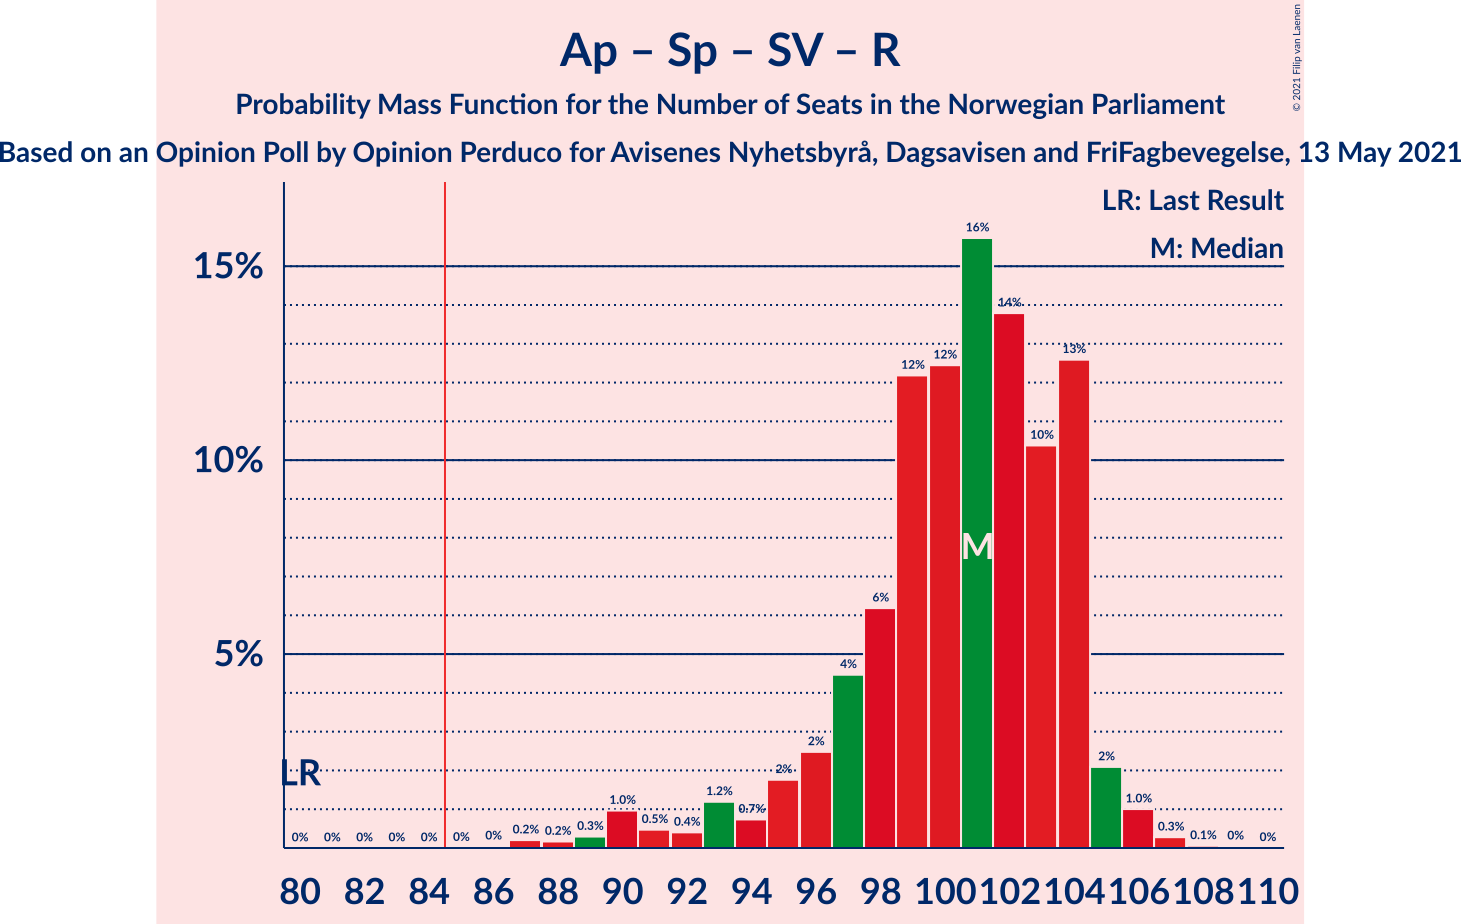 Ap – Sp – SV – R
Probability Mass Function for the Number of Seats in the Norwegian Parliament
Based on an Opinion Poll by Opinion Perduco for Avisenes Nyhetsbyrå, Dagsavisen and FriFagbevegelse, 13 May 2021
© 2021 Filip van Laenen
LR: Last Result
M: Median
15%
10%
5%
LR
M
0% 0% 0% 0% 0% 0% 0% 0.2% 0.2% 0.3% 1.0% 0.5% 0.4% 1.2% 0.7% 2% 2% 4% 6% 12% 12% 16% 14% 10% 13% 2% 1.0% 0.3% 0.1% 0% 0%
80 82 84 86 88 90 92 94 96 98 100 102 104 106 108 110